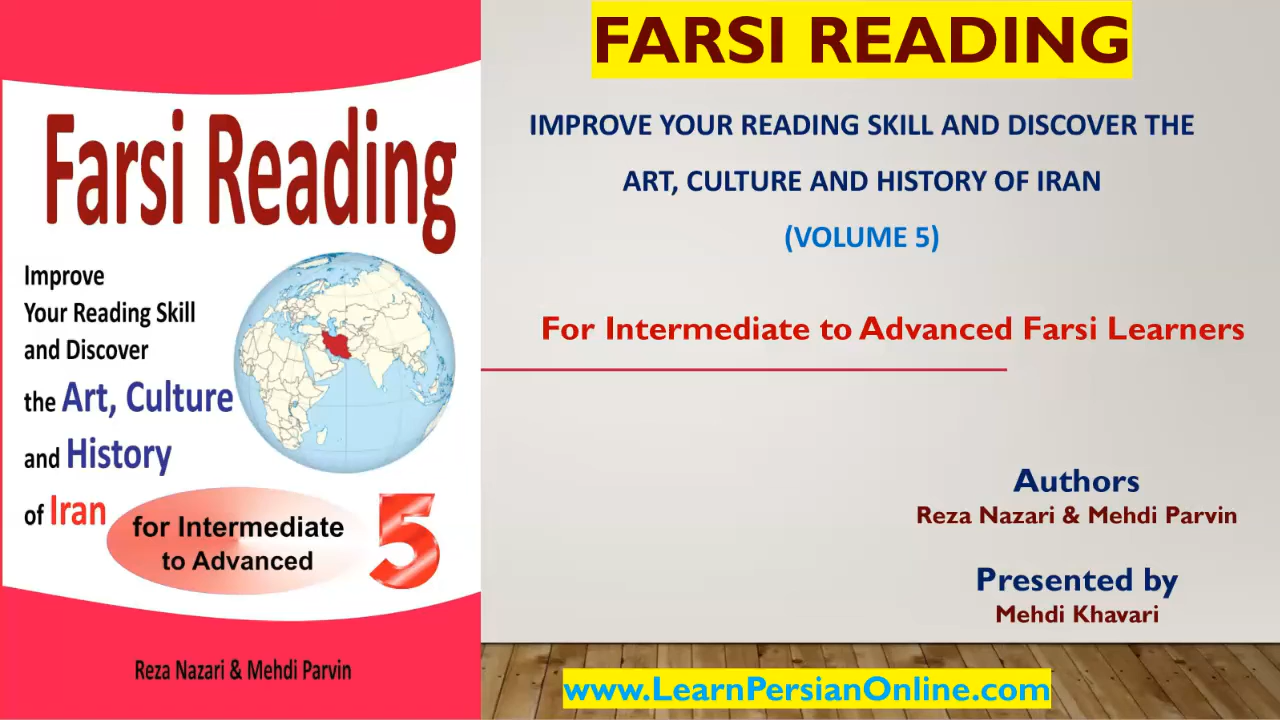 Farsi Reading
Improve
Your Reading Skill
and Discover
the Art, Culture
and History
of Iran
for Intermediate
to Advanced
5
Reza Nazari & Mehdi Parvin
FARSI READING
IMPROVE YOUR READING SKILL AND DISCOVER THE
ART, CULTURE AND HISTORY OF IRAN
(VOLUME 5)
For Intermediate to Advanced Farsi Learners
Authors
Reza Nazari & Mehdi Parvin
Presented by
Mehdi Khavari
www.LearnPersianOnline.com